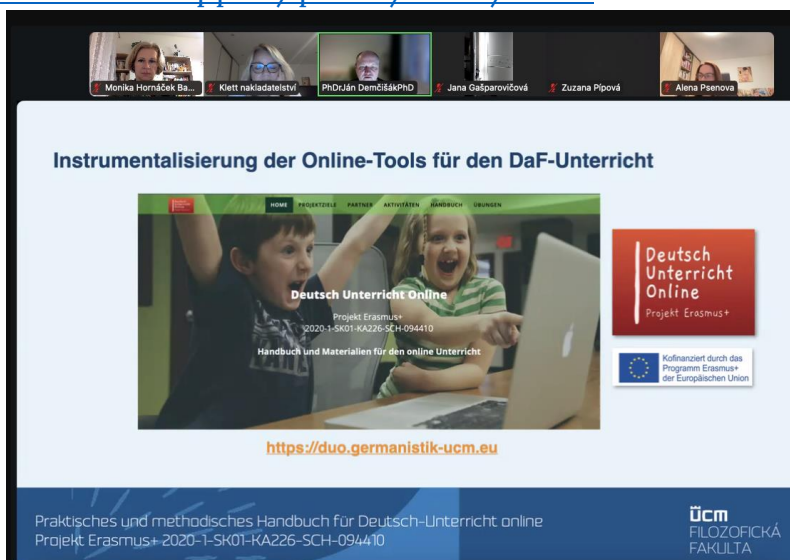 Monika Hornáček Ba...
Klett nakladatelství
PhDrJán DemčišákPhD
Jana Gašparovičová
Zuzana Pípová
Alena Psenova
Instrumentalisierung der Online-Tools für den DaF-Unterricht
HOME PROJEKTZIELE PARTNER AKTIVITÄTEN HANDBUCH ÜBUNGEN
Deutsch Unterricht Online
Projekt Erasmus+
2020-1-SK01-KA226-SCH-094410
Handbuch und Materialien für den online Unterricht
Deutsch
Unterricht
Online
Projekt Erasmus+
Kofinanziert durch das
Programm Erasmus+
der Europäischen Union
https://duo.germanistik-ucm.eu
Praktisches und methodisches Handbuch für Deutsch-Unterricht online
Projekt Erasmus+ 2020-1-SK01-KA226-SCH-094410
ücm
FILOZOFICKÁ
FAKULTA